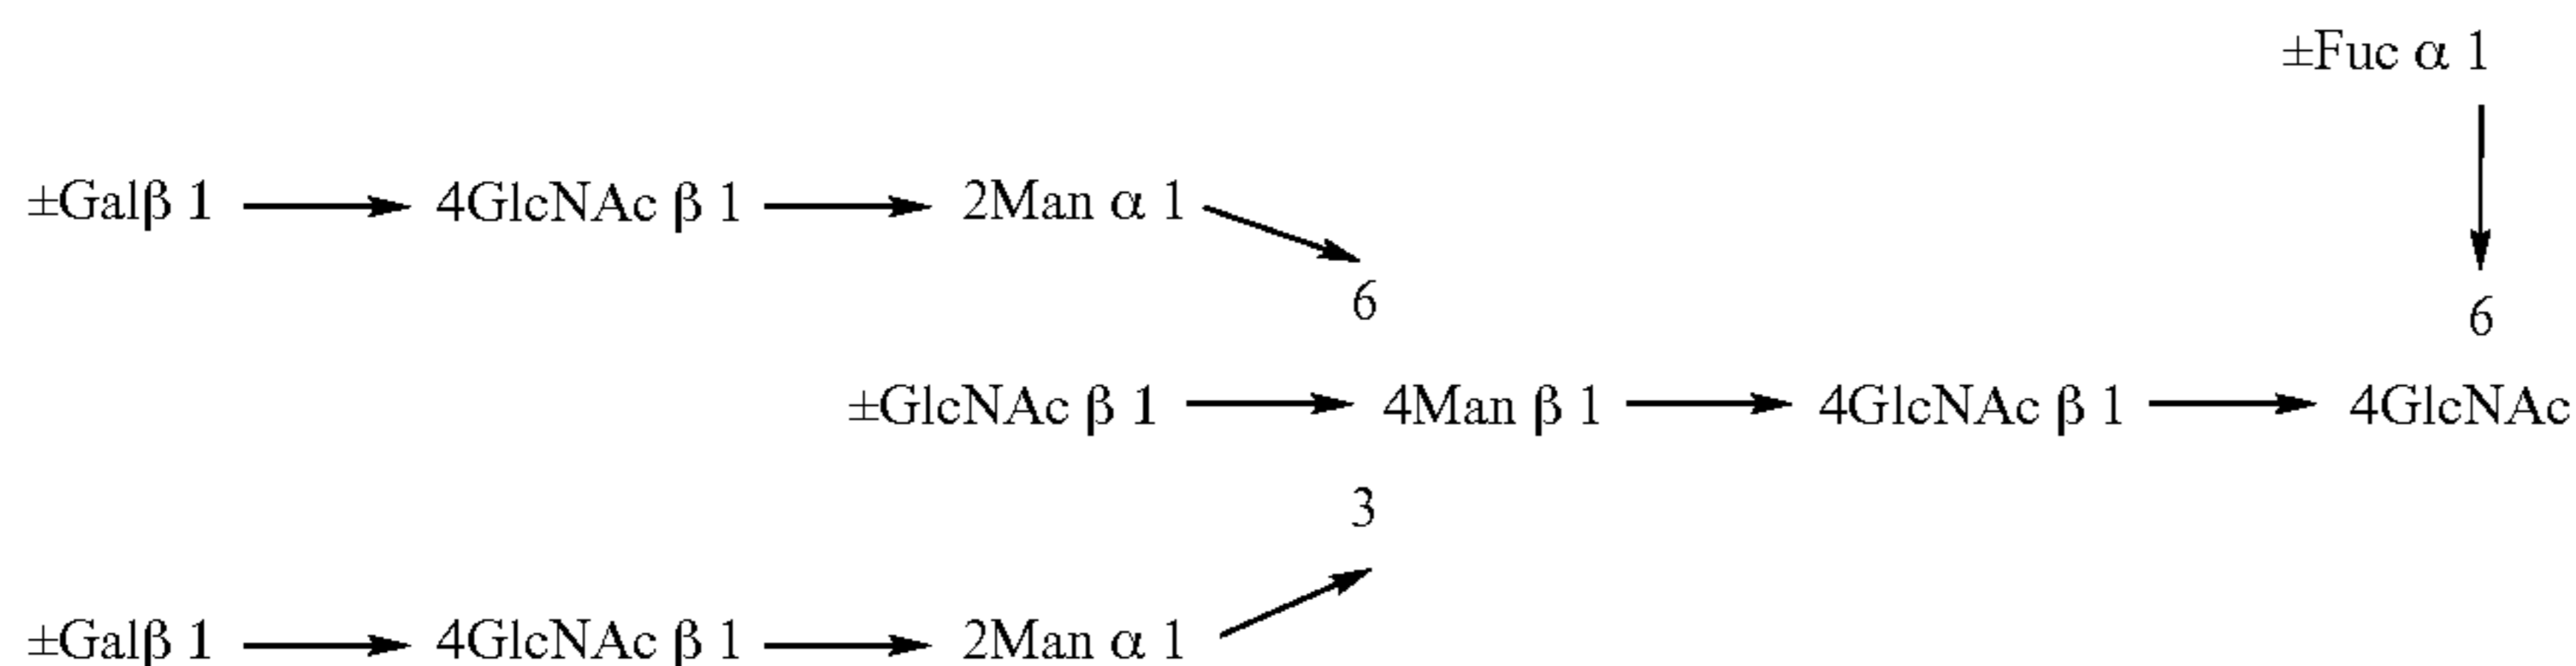 ±Fuc α 1
±Galβ 1 4GlcNAc β 1 2Man α 1
6
6
±GlcNAc β 1 4Man β 1 4GlcNAc β 1 4GlcNAc
3
±Galβ 1 4GlcNAc β 1 2Man α 1